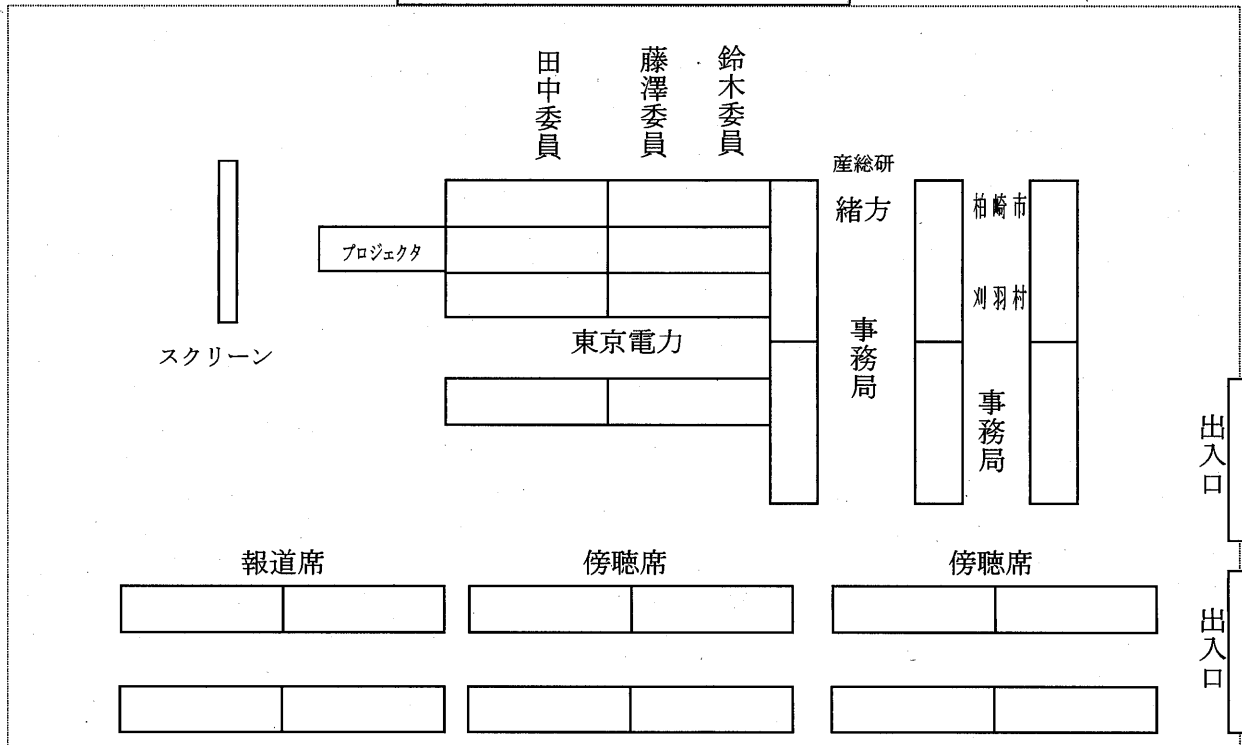 田中委員
藤澤委員
鈴木委員
産総研
緒方
柏崎市
プロジェクタ
刈羽村
東京電力
スクリーン
事務局
事務局
出入口
報道席
傍聴席
傍聴席
出入口